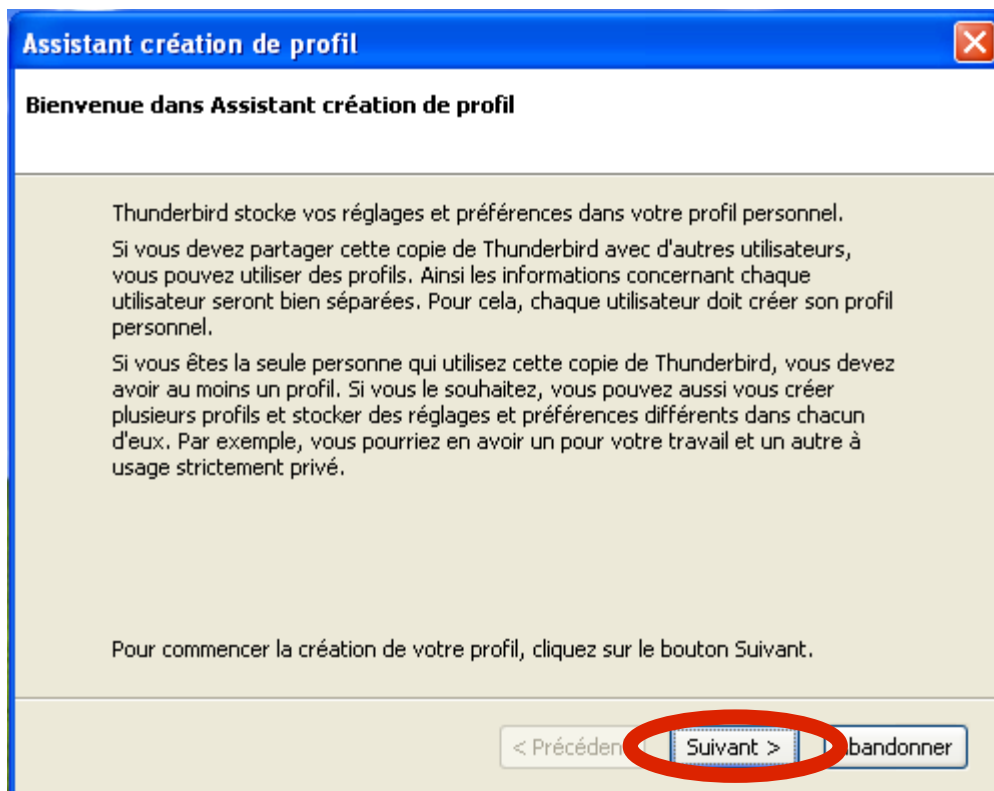 Assistant création de profil
Bienvenue dans Assistant création de profil
Thunderbird stocke vos réglages et préférences dans votre profil personnel.
Si vous devez partager cette copie de Thunderbird avec d'autres utilisateurs,
vous pouvez utiliser des profils. Ainsi les informations concernant chaque
utilisateur seront bien séparées. Pour cela, chaque utilisateur doit créer son profil
personnel.
Si vous êtes la seule personne qui utilisez cette copie de Thunderbird, vous devez
avoir au moins un profil. Si vous le souhaitez, vous pouvez aussi vous créer
plusieurs profils et stocker des réglages et préférences différents dans chacun
d'eux. Par exemple, vous pourriez en avoir un pour votre travail et un autre à
usage strictement privé.
Pour commencer la création de votre profil, cliquez sur le bouton Suivant.
< Précéden Suivant > bandonner